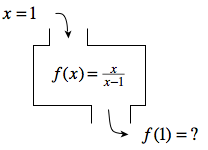 x = 1
f(x) = x/(x−1)
f(1) = ?